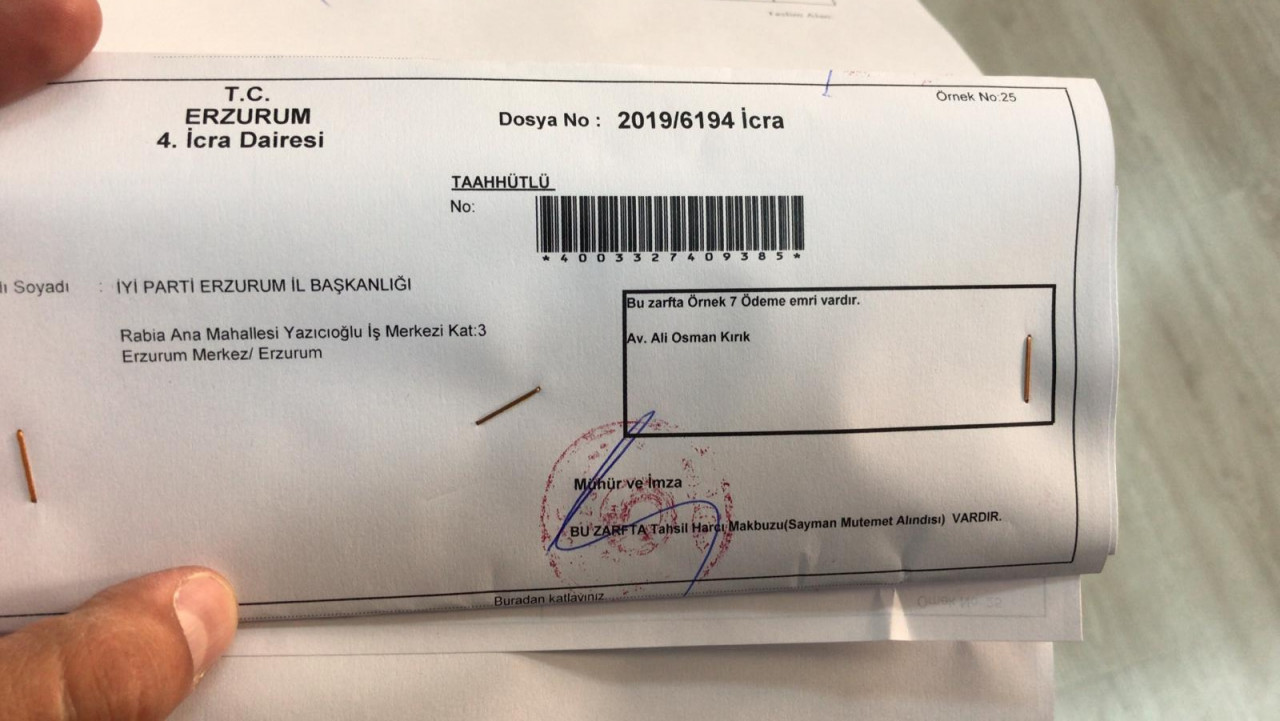 T.C.
ERZURUM
4. İcra Dairesi
Dosya No : 2019/6194 İcra
Örnek No:25
TAAHHÜTLÜ
No:
*4003327409385*
lı Soyadı : İYİ PARTİ ERZURUM İL BAŞKANLIĞI
Rabia Ana Mahallesi Yazıcıoğlu İş Merkezi Kat:3
Erzurum Merkez/ Erzurum
Bu zarfta Örnek 7 Ödeme emri vardır.
Av. Ali Osman Kırık
Mühür ve İmza
BU ZARFTA Tahsil Harcı Makbuzu(Sayman Mutemet Alındısı) VARDIR.
Buradan katlayınız